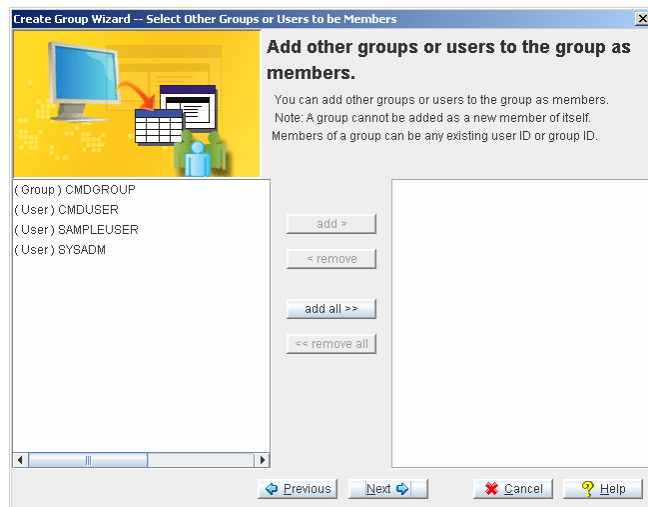 Create Group Wizard -- Select Other Groups or Users to be Members
Add other groups or users to the group as
members.
You can add other groups or users to the group as members.
Note: A group cannot be added as a new member of itself.
Members of a group can be any existing user ID or group ID.
( Group ) CMDGROUP
( User ) CMDUSER
( User ) SAMPLEUSER
( User ) SYSADM
add >
< remove
add all >>
<< remove all
Previous
Next
Cancel
Help